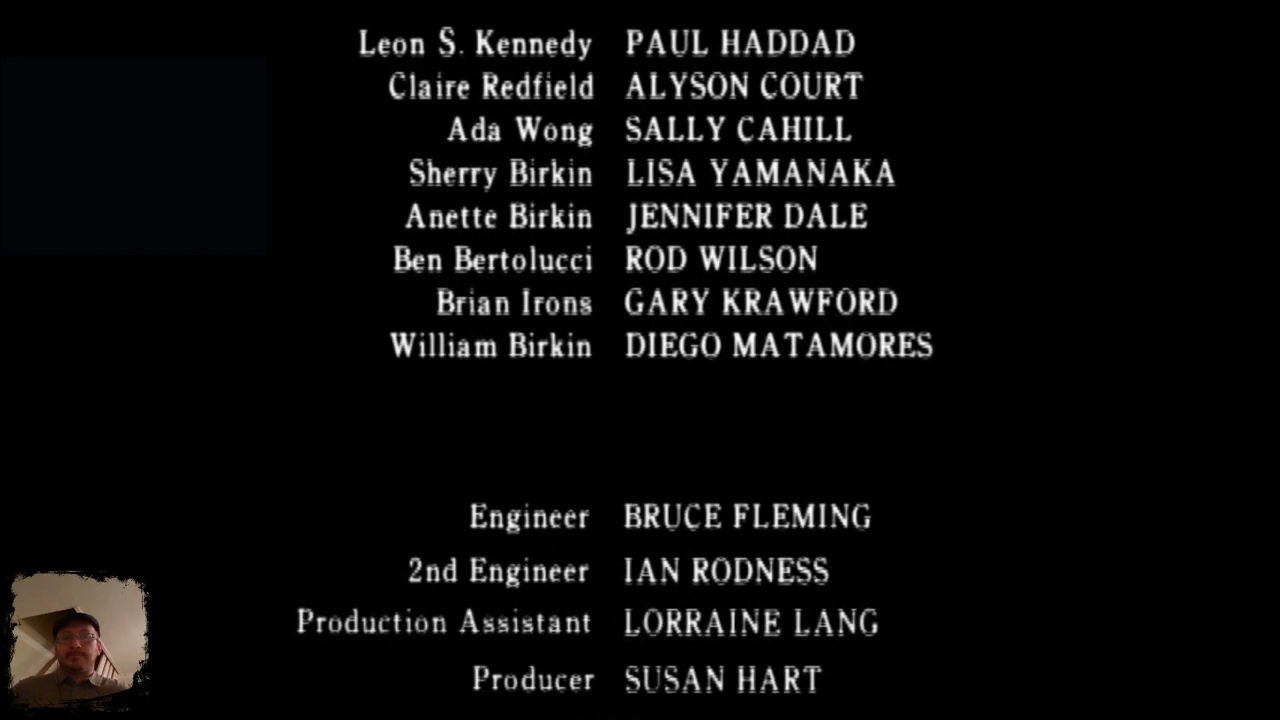 Leon S. Kennedy PAUL HADDAD
Claire Redfield ALYSON COURT
Ada Wong SALLY CAHILL
Sherry Birkin LISA YAMANAKA
Anette Birkin JENNIFER DALE
Ben Bertolucci ROD WILSON
Brian Irons GARY KRAWFORD
William Birkin DIEGO MATAMORES
Engineer BRUCE FLEMING
2nd Engineer IAN RODNESS
Production Assistant LORRAINE LANG
Producer SUSAN HART